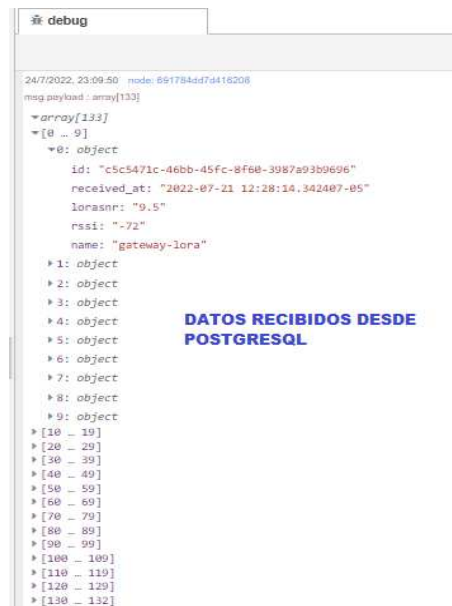 debug
24/7/2022, 23:09:50 node: 691784dd7d416208
msg.payload : array[133]
array[133]
[0 … 9]
0: object
id: "c5c5471c-46bb-45fc-8f60-3987a93b9696"
received_at: "2022-07-21 12:28:14.342407-05"
lorasnr: "9.5"
rssi: "-72"
name: "gateway-lora"
1: object
2: object
3: object
4: object
5: object
6: object
7: object
8: object
9: object
DATOS RECIBIDOS DESDE
POSTGRESQL
[10 … 19]
[20 … 29]
[30 … 39]
[40 … 49]
[50 … 59]
[60 … 69]
[70 … 79]
[80 … 89]
[90 … 99]
[100 … 109]
[110 … 119]
[120 … 129]
[130 … 132]